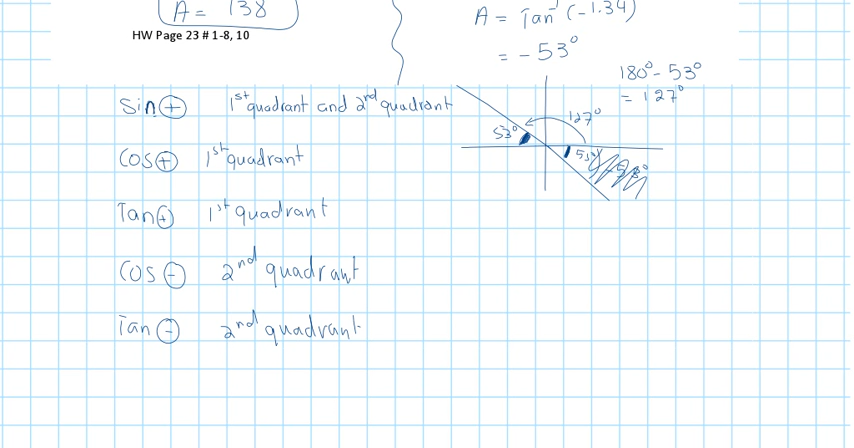 A = 138
HW Page 23 # 1-8, 10
A = Tan⁻¹ (-1.34)
= -53°
180° - 53°
= 127°
Sin ⊕ 1st quadrant and 2nd quadrant
Cos ⊕ 1st quadrant
Tan ⊕ 1st quadrant
Cos ⊖ 2nd quadrant
Tan ⊖ 2nd quadrant
127°
53°
53°